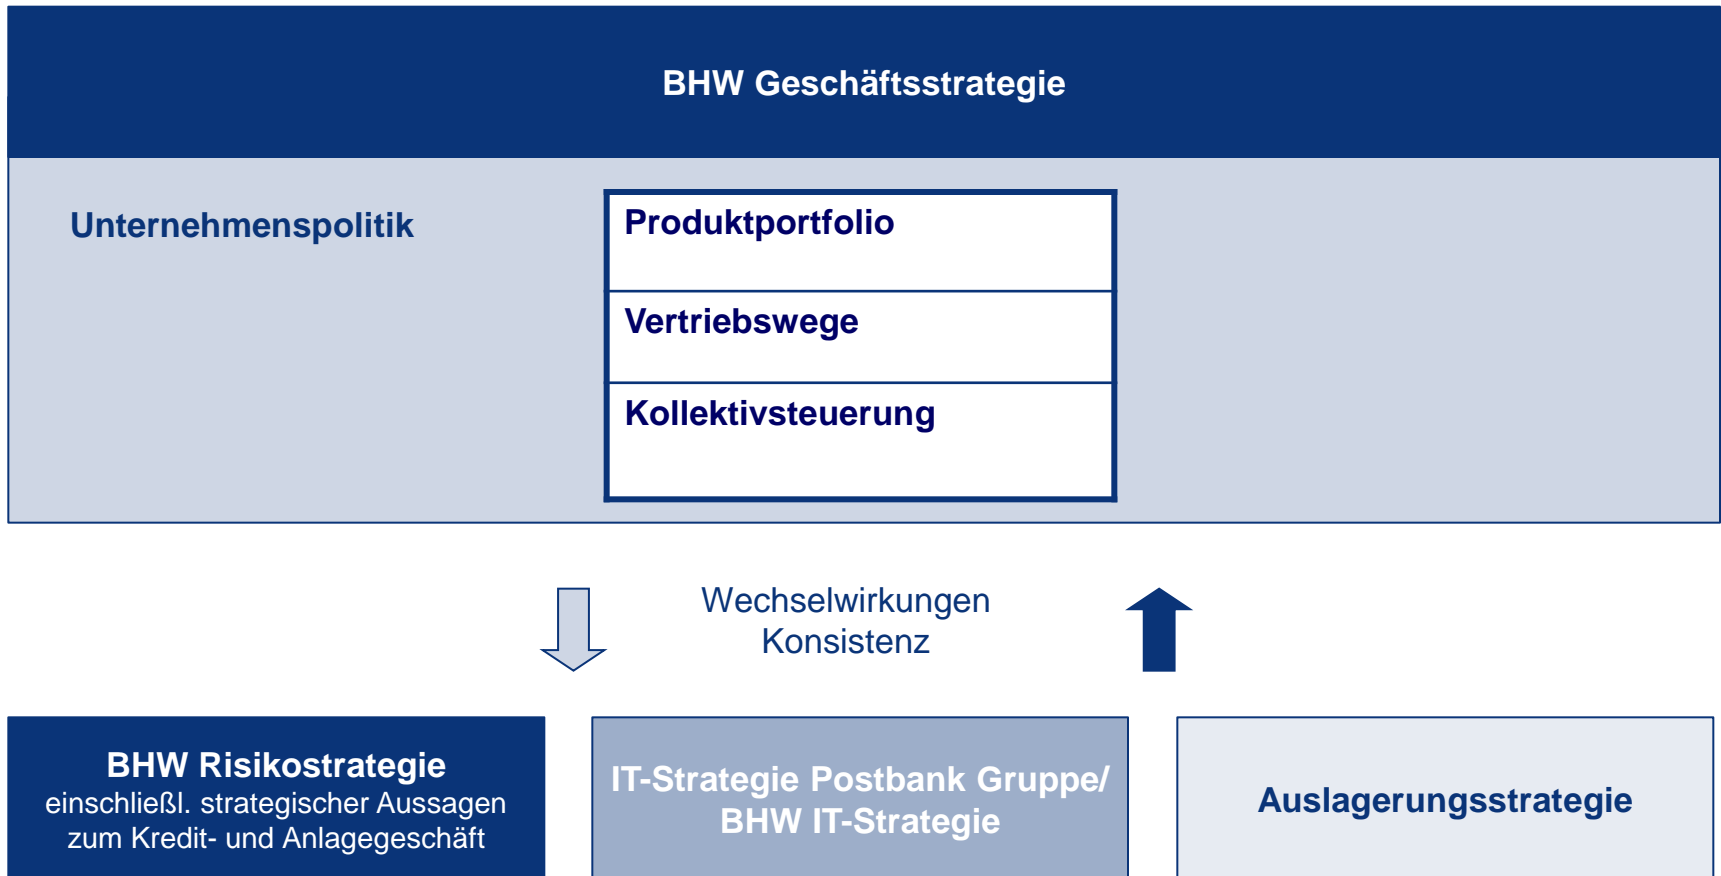 BHW Geschäftsstrategie
Unternehmenspolitik
Produktportfolio
Vertriebswege
Kollektivsteuerung
Wechselwirkungen
Konsistenz
BHW Risikostrategie
einschließl. strategischer Aussagen
zum Kredit- und Anlagegeschäft
IT-Strategie Postbank Gruppe/
BHW IT-Strategie
Auslagerungsstrategie